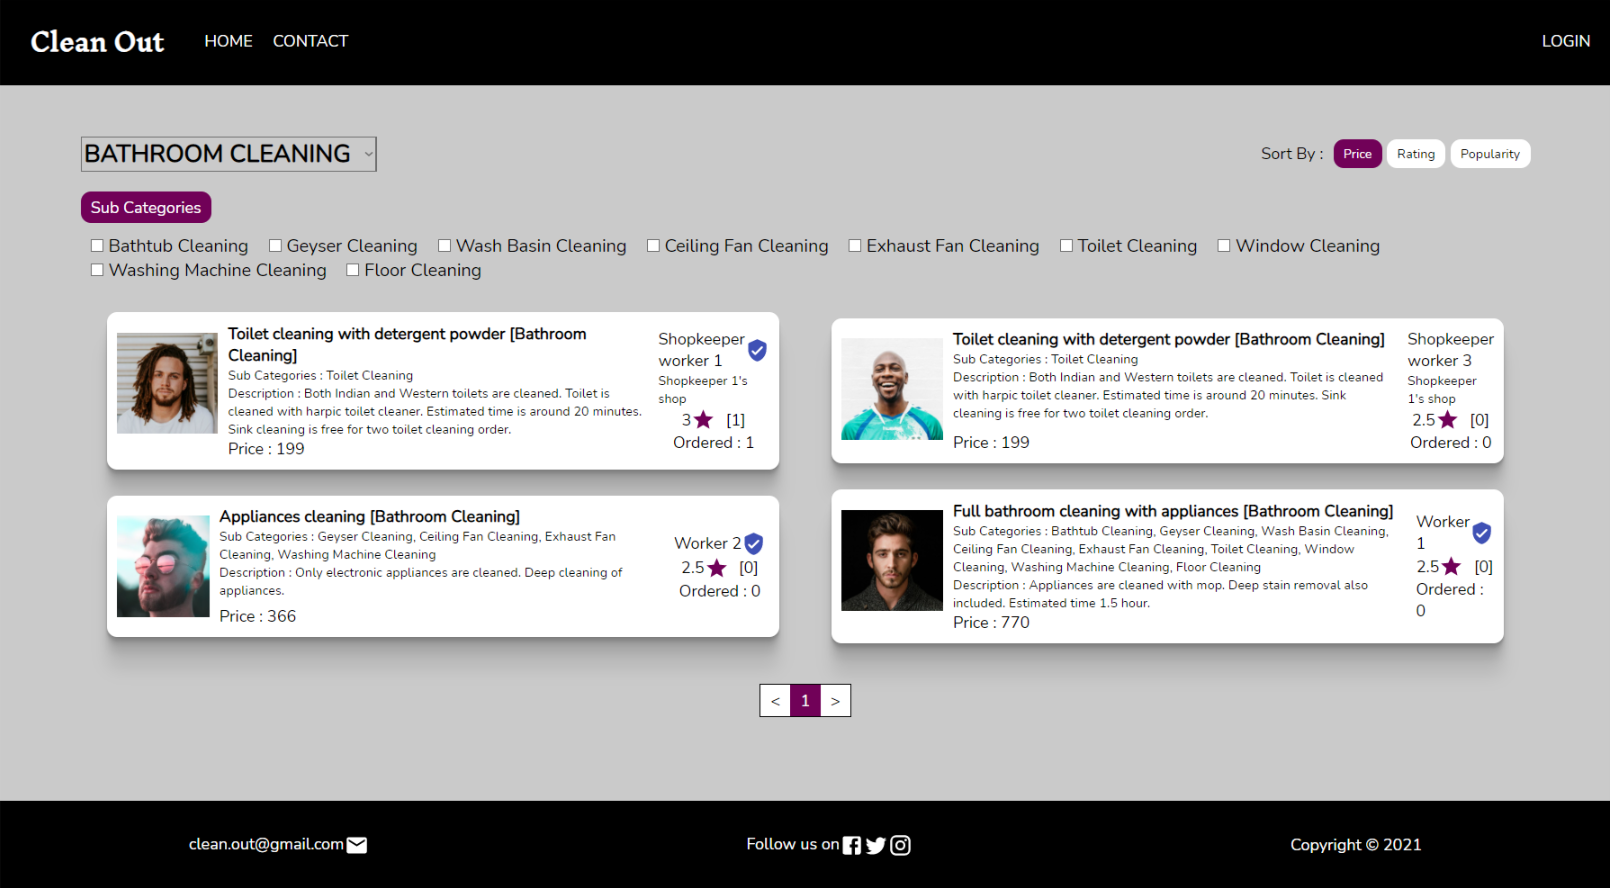 Clean Out HOME CONTACT LOGIN
BATHROOM CLEANING
Sort By : Price Rating Popularity
Sub Categories
Bathtub Cleaning Geyser Cleaning Wash Basin Cleaning Ceiling Fan Cleaning Exhaust Fan Cleaning Toilet Cleaning Window Cleaning
Washing Machine Cleaning Floor Cleaning
Toilet cleaning with detergent powder [Bathroom
Cleaning]
Sub Categories : Toilet Cleaning
Description : Both Indian and Western toilets are cleaned. Toilet is
cleaned with harpic toilet cleaner. Estimated time is around 20 minutes.
Sink cleaning is free for two toilet cleaning order.
Price : 199
Shopkeeper
worker 1
Shopkeeper 1's
shop
3 [1]
Ordered : 1
Toilet cleaning with detergent powder [Bathroom Cleaning]
Sub Categories : Toilet Cleaning
Description : Both Indian and Western toilets are cleaned. Toilet is cleaned
with harpic toilet cleaner. Estimated time is around 20 minutes. Sink
cleaning is free for two toilet cleaning order.
Price : 199
Shopkeeper
worker 3
Shopkeeper
1's shop
2.5 [0]
Ordered : 0
Appliances cleaning [Bathroom Cleaning]
Sub Categories : Geyser Cleaning, Ceiling Fan Cleaning, Exhaust Fan
Cleaning, Washing Machine Cleaning
Description : Only electronic appliances are cleaned. Deep cleaning of
appliances.
Price : 366
Worker 2
2.5 [0]
Ordered : 0
Full bathroom cleaning with appliances [Bathroom Cleaning]
Sub Categories : Bathtub Cleaning, Geyser Cleaning, Wash Basin Cleaning,
Ceiling Fan Cleaning, Exhaust Fan Cleaning, Toilet Cleaning, Window
Cleaning, Washing Machine Cleaning, Floor Cleaning
Description : Appliances are cleaned with mop. Deep stain removal also
included. Estimated time 1.5 hour.
Price : 770
Worker
1
2.5 [0]
Ordered :
0
< 1 >
clean.out@gmail.com Follow us on Copyright © 2021